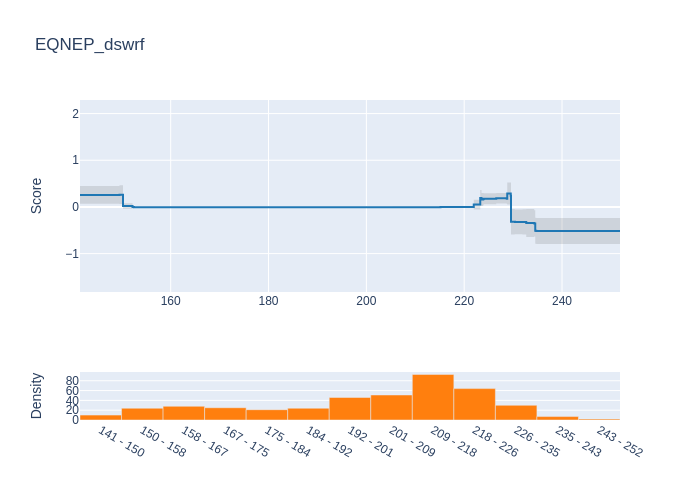 EQNEP_dswrf
Score
2
1
0
−1
160
180
200
220
240
Density
80
60
40
20
0
141 - 150
150 - 158
158 - 167
167 - 175
175 - 184
184 - 192
192 - 201
201 - 209
209 - 218
218 - 226
226 - 235
235 - 243
243 - 252